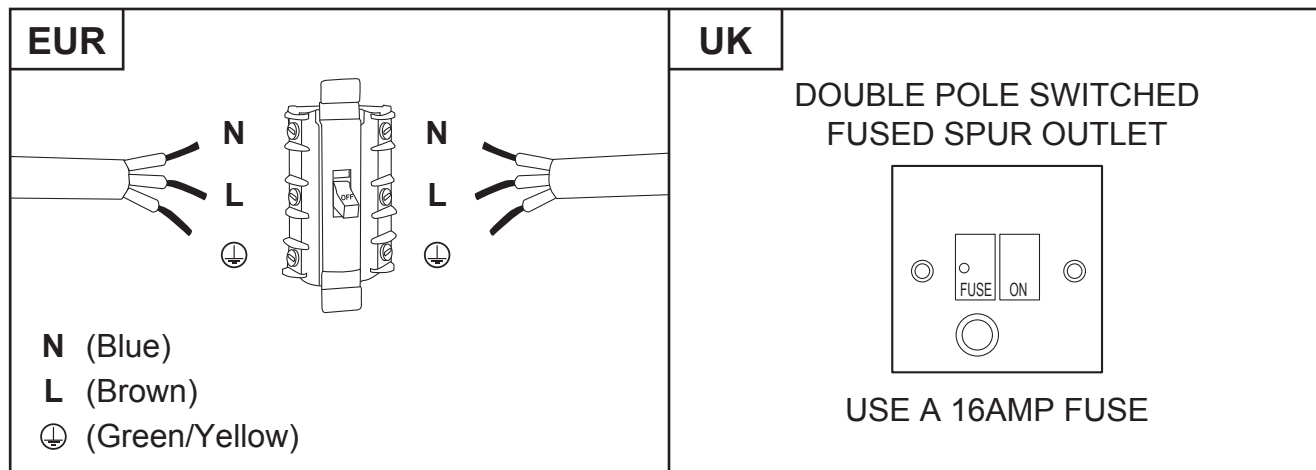 EUR
N
N
L
OFF
L
N (Blue)
L (Brown)
(Green/Yellow)
UK
DOUBLE POLE SWITCHED
FUSED SPUR OUTLET
FUSE
ON
USE A 16AMP FUSE